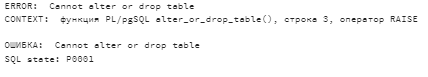 ERROR:  Cannot alter or drop table
CONTEXT:  функция PL/pgSQL alter_or_drop_table(), строка 3, оператор RAISE
ОШИБКА:  Cannot alter or drop table
SQL state: P0001